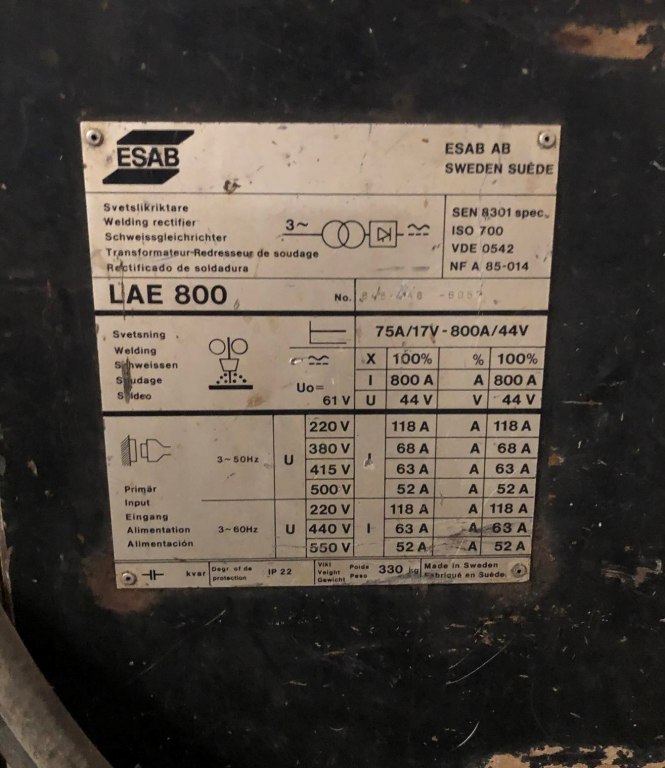 ESAB
ESAB AB
SWEDEN SUÈDE
Svetslikriktare
Welding rectifier
Schweissgleichrichter
Transformateur-Redresseur de soudage
Rectificado de soldadura
3~
SEN 8301 spec.
ISO 700
VDE 0542
NF A 85-014
LAE 800
No.
Svetsning
Welding
Schweissen
Soudage
Soldeo
Uo=
61 V
75A/17V - 800A/44V
X 100% % 100%
I 800 A A 800 A
U 44 V V 44 V
Primär
Input
Eingang
Alimentation
Alimentación
3~50Hz U I
220 V 118 A A 118 A
380 V 68 A A 68 A
415 V 63 A A 63 A
500 V 52 A A 52 A
3~60Hz U I
220 V 118 A A 118 A
440 V 63 A A 63 A
550 V 52 A A 52 A
kvar
Degr. of de
protection
IP 22
Vikt Poids
Weight Peso
Gewicht
330 kg
Made in Sweden
Fabriqué en Suède